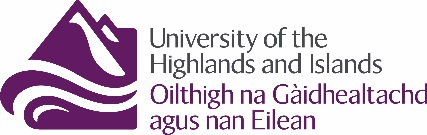 University of the
Highlands and Islands
Oilthigh na Gàidhealtachd
agus nan Eilean